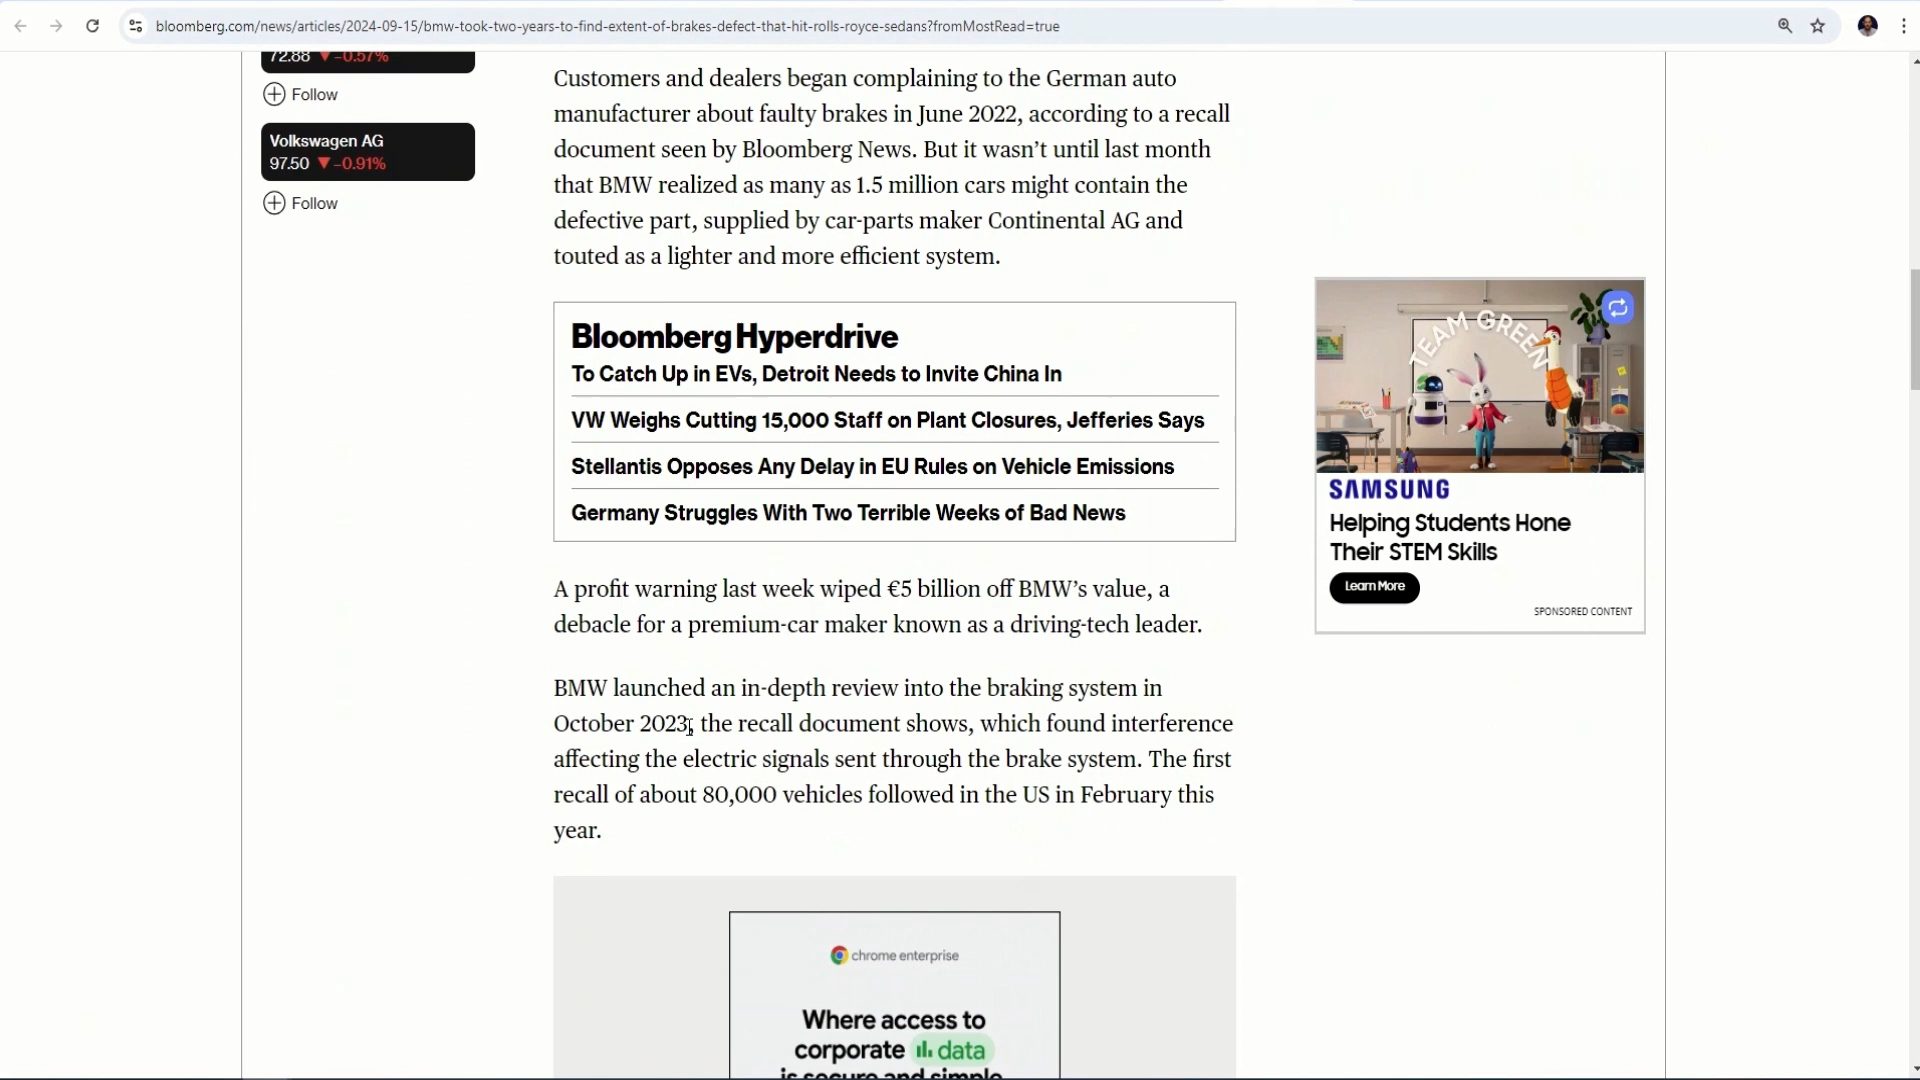 bloomberg.com/news/articles/2024-09-15/bmw-took-two-years-to-find-extent-of-brakes-defect-that-hit-rolls-royce-sedans?fromMostRead=true
72.88 ▼−0.57%
Follow
Volkswagen AG
97.50 ▼−0.91%
Follow
Customers and dealers began complaining to the German auto
manufacturer about faulty brakes in June 2022, according to a recall
document seen by Bloomberg News. But it wasn’t until last month
that BMW realized as many as 1.5 million cars might contain the
defective part, supplied by car-parts maker Continental AG and
touted as a lighter and more efficient system.
Bloomberg Hyperdrive
To Catch Up in EVs, Detroit Needs to Invite China In
VW Weighs Cutting 15,000 Staff on Plant Closures, Jefferies Says
Stellantis Opposes Any Delay in EU Rules on Vehicle Emissions
Germany Struggles With Two Terrible Weeks of Bad News
A profit warning last week wiped €5 billion off BMW’s value, a
debacle for a premium-car maker known as a driving-tech leader.
BMW launched an in-depth review into the braking system in
October 2023, the recall document shows, which found interference
affecting the electric signals sent through the brake system. The first
recall of about 80,000 vehicles followed in the US in February this
year.
TEAM GREEN
SAMSUNG
Helping Students Hone
Their STEM Skills
Learn More
SPONSORED CONTENT
chrome enterprise
Where access to
corporate data
is secure and simple